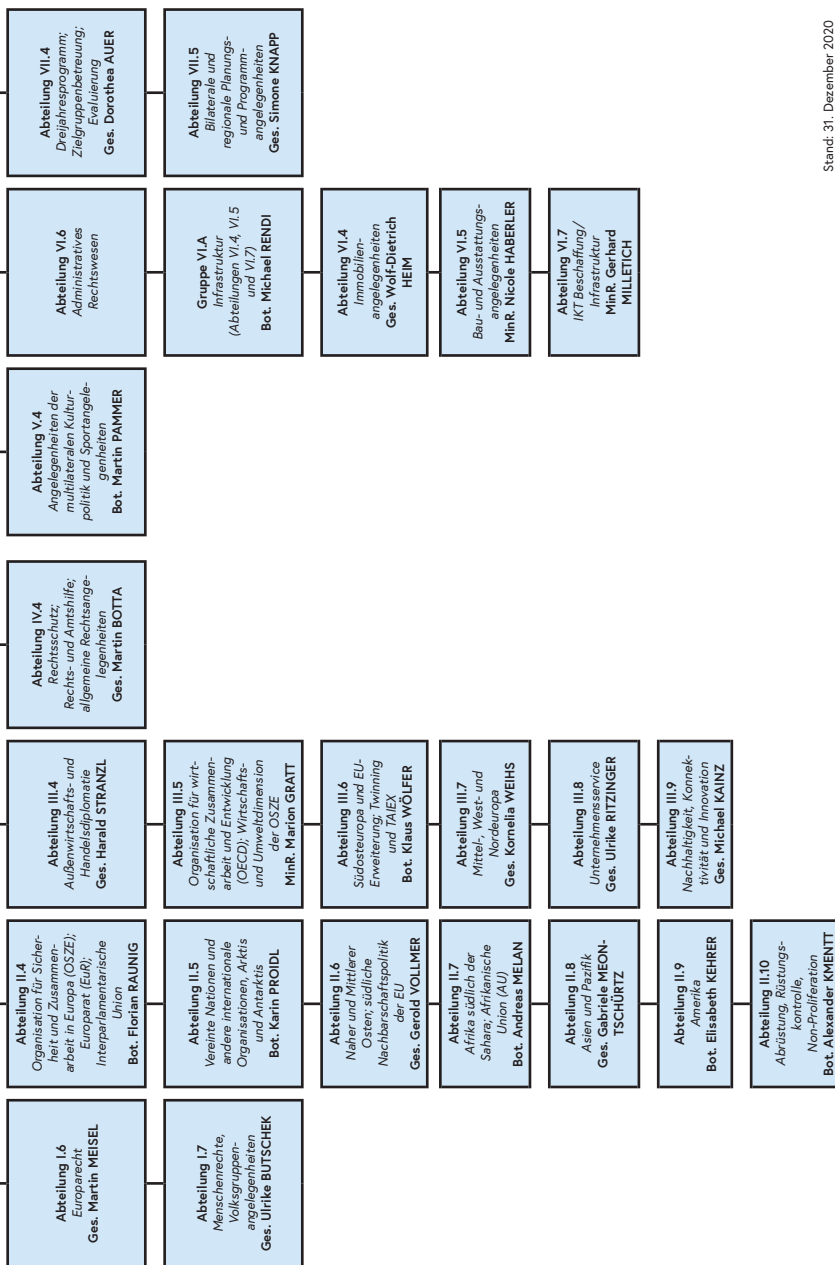 Abteilung I.6
Europarecht
Ges. Martin MEISEL
Abteilung I.7
Menschenrechte,
Volksgruppen-
angelegenheiten
Ges. Ulrike BUTSCHEK
Abteilung II.4
Organisation für Sicher-
heit und Zusammen-
arbeit in Europa (OSZE);
Europarat (EuR);
Interparlamentarische
Union
Bot. Florian RAUNIG
Abteilung II.5
Vereinte Nationen und
andere internationale
Organisationen, Arktis
und Antarktis
Bot. Karin PROIDL
Abteilung II.6
Naher und Mittlerer
Osten; südliche
Nachbarschaftspolitik
der EU
Ges. Gerold VOLLMER
Abteilung II.7
Afrika südlich der
Sahara; Afrikanische
Union (AU)
Bot. Andreas MELAN
Abteilung II.8
Asien und Pazifik
Ges. Gabriele MEON-
TSCHÜRTZ
Abteilung II.9
Amerika
Bot. Elisabeth KEHRER
Abteilung II.10
Abrüstung, Rüstungs-
kontrolle,
Non-Proliferation
Bot. Alexander KMENTT
Abteilung III.4
Außenwirtschafts- und
Handelsdiplomatie
Ges. Harald STRANZL
Abteilung III.5
Organisation für wirt-
schaftliche Zusammen-
arbeit und Entwicklung
(OECD); Wirtschafts-
und Umweltdimension
der OSZE
MinR. Marion GRATT
Abteilung III.6
Südosteuropa und EU-
Erweiterung; Twinning
und TAIEX
Bot. Klaus WÖLFER
Abteilung III.7
Mittel-, West- und
Nordeuropa
Ges. Kornelia WEIHS
Abteilung III.8
Unternehmensservice
Ges. Ulrike RITZINGER
Abteilung III.9
Nachhaltigkeit, Konnek-
tivität und Innovation
Ges. Michael KAINZ
Abteilung IV.4
Rechtsschutz;
Rechts- und Amtshilfe;
allgemeine Rechtsange-
legenheiten
Ges. Martin BOTTA
Abteilung V.4
Angelegenheiten der
multilateralen Kultur-
politik und Sportangele-
genheiten
Bot. Martin PAMMER
Abteilung VI.6
Administratives
Rechtswesen
Gruppe VI.A
Infrastruktur
(Abteilungen VI.4, VI.5
und VI.7)
Bot. Michael RENDI
Abteilung VI.4
Immobilien-
angelegenheiten
Ges. Wolf-Dietrich
HEIM
Abteilung VI.5
Bau- und Ausstattungs-
angelegenheiten
MinR. Nicole HABERLER
Abteilung VI.7
IKT Beschaffung/
Infrastruktur
MinR. Gerhard
MILLETICH
Abteilung VII.4
Dreijahresprogramm;
Zielgruppenbetreuung;
Evaluierung
Ges. Dorothea AUER
Abteilung VII.5
Bilaterale und
regionale Planungs-
und Programm-
angelegenheiten
Ges. Simone KNAPP
Stand: 31. Dezember 2020